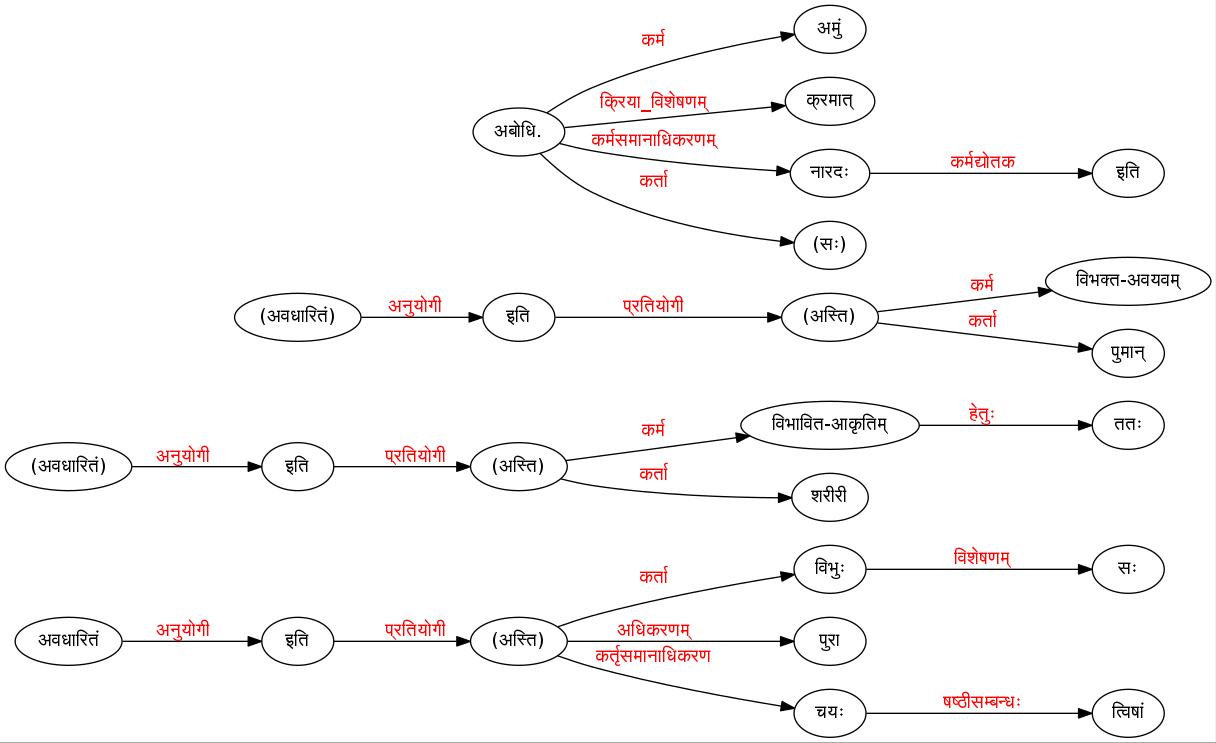 कर्म
अमुं
अबोधि.
क्रिया_विशेषणम्
क्रमात्
कर्मसमानाधिकरणम्
नारदः
कर्मद्योतक
इति
कर्ता
(सः)
(अवधारितं)
अनुयोगी
इति
प्रतियोगी
(अस्ति)
कर्म
विभक्त-अवयवम्
कर्ता
पुमान्
(अवधारितं)
अनुयोगी
इति
प्रतियोगी
(अस्ति)
कर्म
विभावित-आकृतिम्
हेतुः
ततः
कर्ता
शरीरी
अवधारितं
अनुयोगी
इति
प्रतियोगी
(अस्ति)
कर्ता
विभुः
विशेषणम्
सः
अधिकरणम्
पुरा
कर्तृसमानाधिकरण
चयः
षष्ठीसम्बन्धः
त्विषां